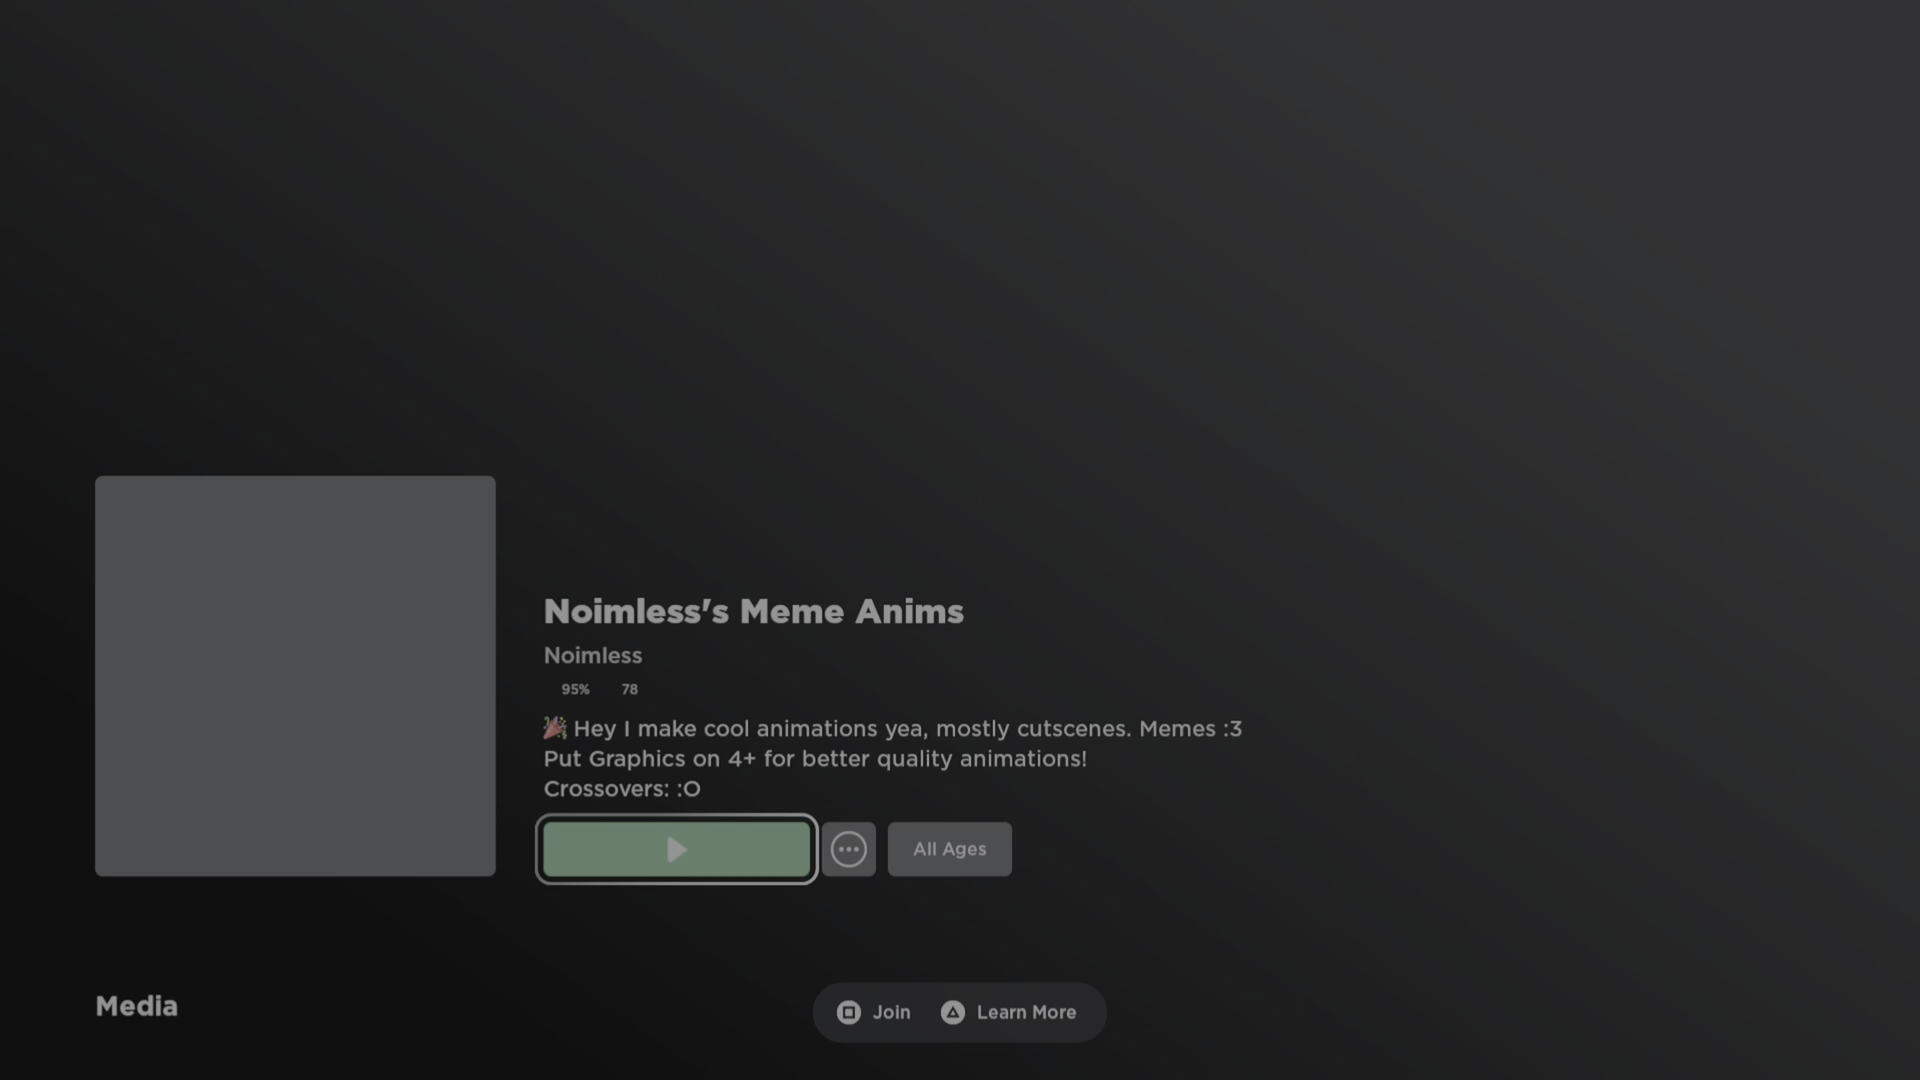 Noimless's Meme Anims
Noimless
95% 78
🎉 Hey I make cool animations yea, mostly cutscenes. Memes :3
Put Graphics on 4+ for better quality animations!
Crossovers: :O
All Ages
Media
Join Learn More